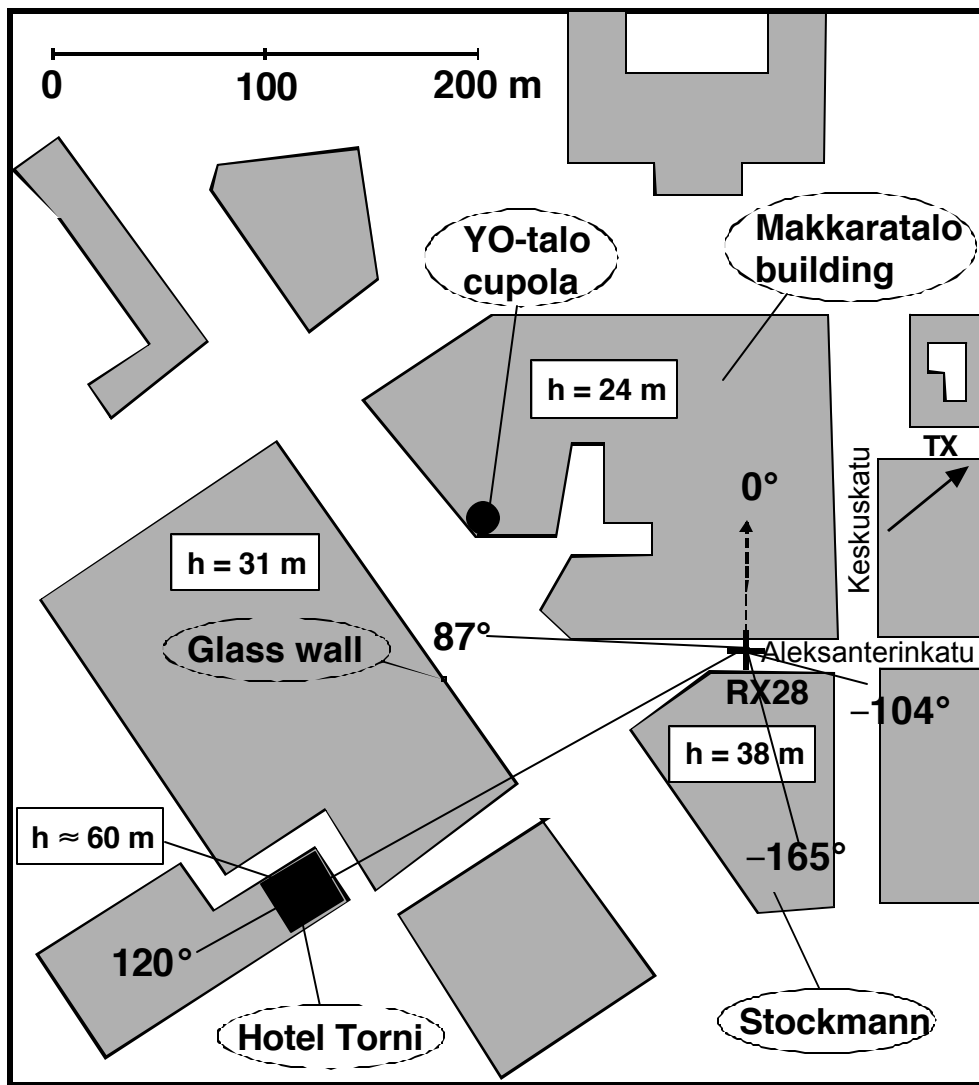 0 100 200 m
YO-talo
cupola
Makkaratalo
building
h = 24 m
TX
0°
Keskuskatu
h = 31 m
Glass wall
87°
Aleksanterinkatu
RX28
−104°
h = 38 m
h ≈ 60 m
−165°
120°
Hotel Torni
Stockmann